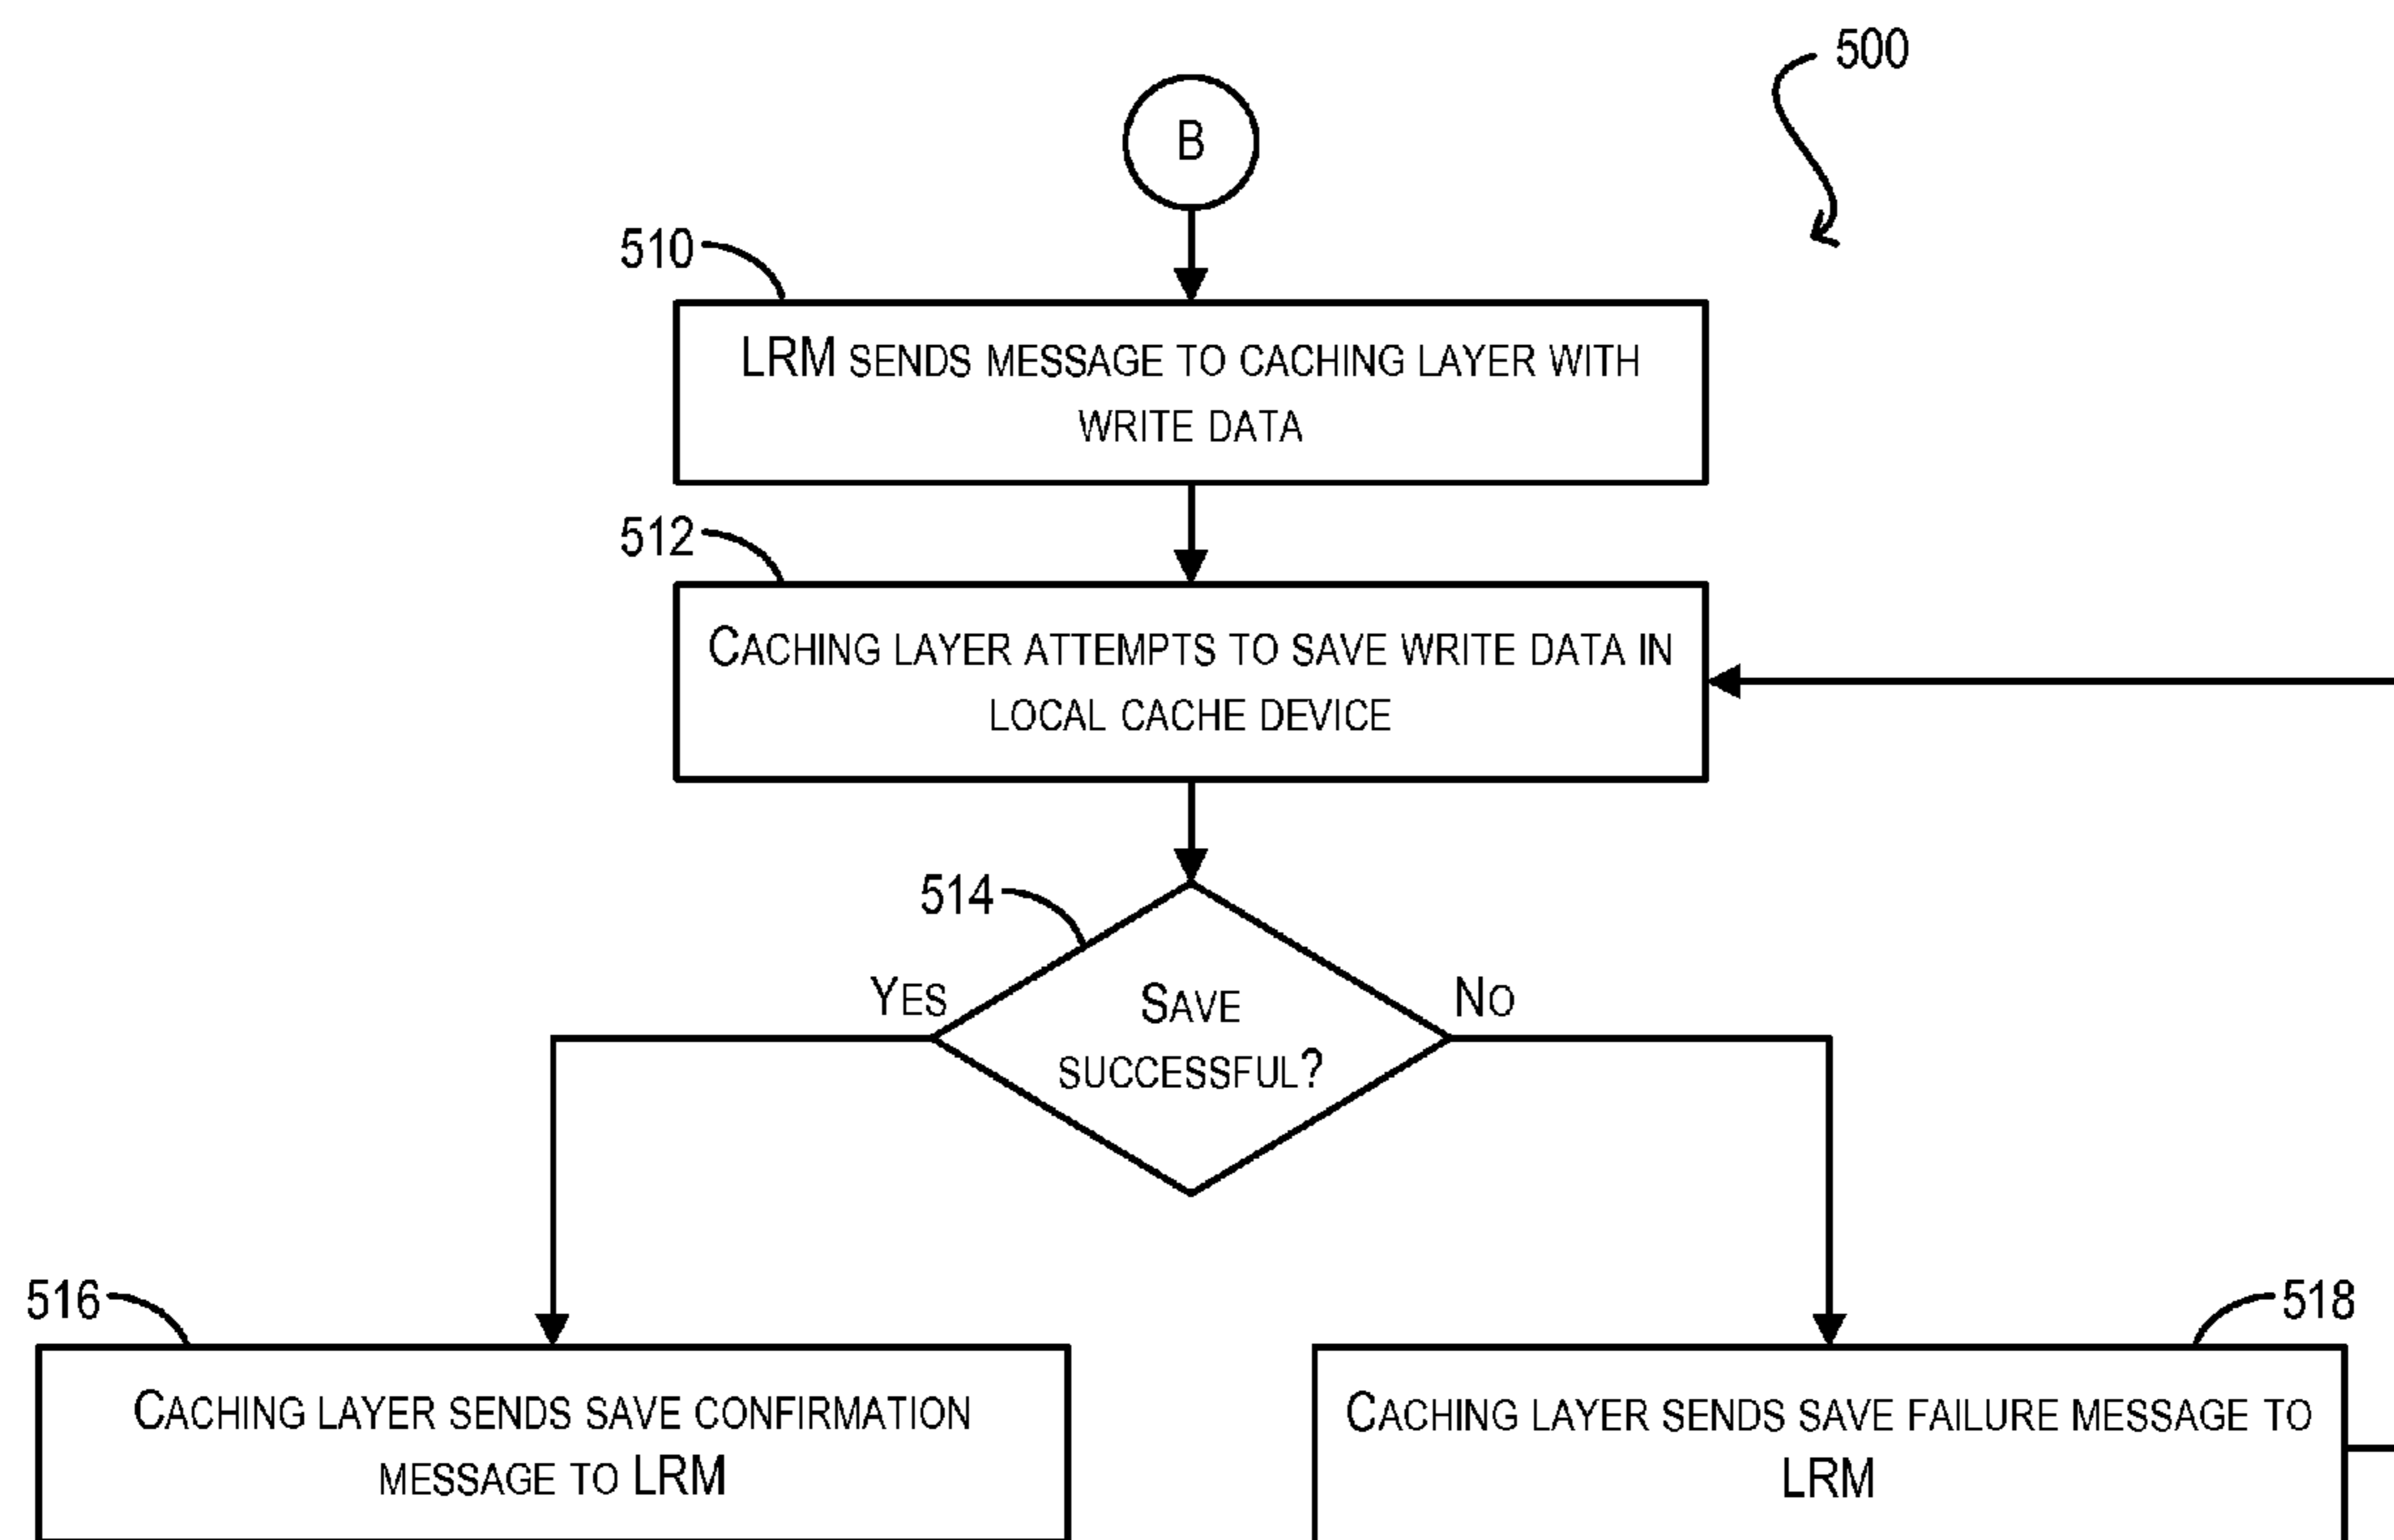 500
B
510
LRM SENDS MESSAGE TO CACHING LAYER WITH
WRITE DATA
512
CACHING LAYER ATTEMPTS TO SAVE WRITE DATA IN
LOCAL CACHE DEVICE
514
YES
SAVE
SUCCESSFUL?
NO
516
CACHING LAYER SENDS SAVE CONFIRMATION
MESSAGE TO LRM
518
CACHING LAYER SENDS SAVE FAILURE MESSAGE TO
LRM